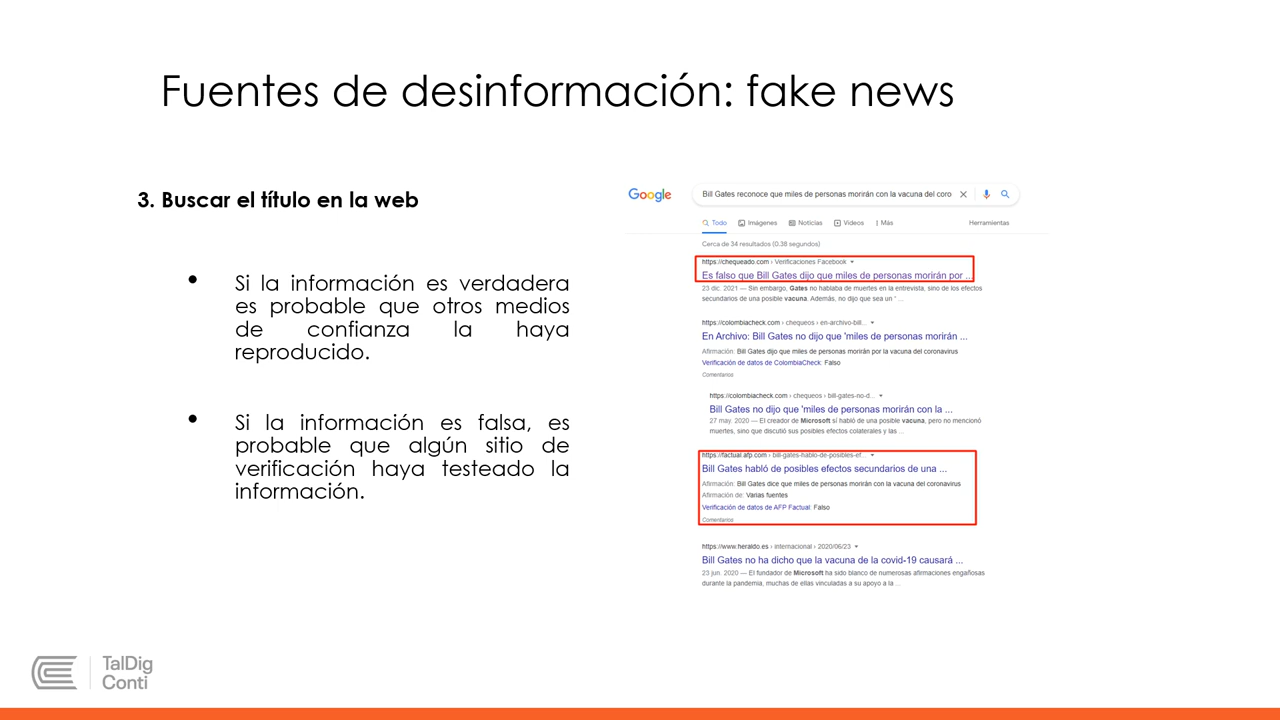 Fuentes de desinformación: fake news
3. Buscar el título en la web
• Si la información es verdadera
es probable que otros medios
de confianza la haya
reproducido.
• Si la información es falsa, es
probable que algún sitio de
verificación haya testeado la
información.
Google
Bill Gates reconoce que miles de personas morirán con la vacuna del coro
Todo Imágenes Noticias Videos Más Herramientas
Cerca de 34 resultados (0.38 segundos)
https://chequeado.com › Verificaciones Facebook
Es falso que Bill Gates dijo que miles de personas morirán por ...
23 dic. 2021 — Sin embargo, Gates no hablaba de muertes en la entrevista, sino de los efectos
secundarios de una posible vacuna. Además, no dijo que sea un " ...
https://colombiacheck.com › chequeos › en-archivo-bill...
En Archivo: Bill Gates no dijo que 'miles de personas morirán ...
Afirmación: Bill Gates dijo que miles de personas morirán por la vacuna del coronavirus
Verificación de datos de ColombiaCheck: Falso
Comentarios
https://colombiacheck.com › chequeos › bill-gates-no-d...
Bill Gates no dijo que 'miles de personas morirán con la ...
27 may. 2020 — El creador de Microsoft sí habló de una posible vacuna, pero no mencionó
muertes, sino que discutió sus posibles efectos colaterales y las ...
https://factual.afp.com › bill-gates-hablo-de-posibles-ef...
Bill Gates habló de posibles efectos secundarios de una ...
Afirmación: Bill Gates dice que miles de personas morirán con la vacuna del coronavirus
Afirmación de: Varias fuentes
Verificación de datos de AFP Factual: Falso
Comentarios
https://www.heraldo.es › internacional › 2020/06/23
Bill Gates no ha dicho que la vacuna de la covid-19 causará ...
23 jun. 2020 — El fundador de Microsoft ha sido blanco de numerosas afirmaciones engañosas
durante la pandemia, muchas de ellas vinculadas a su apoyo a la ...
TalDig
Conti